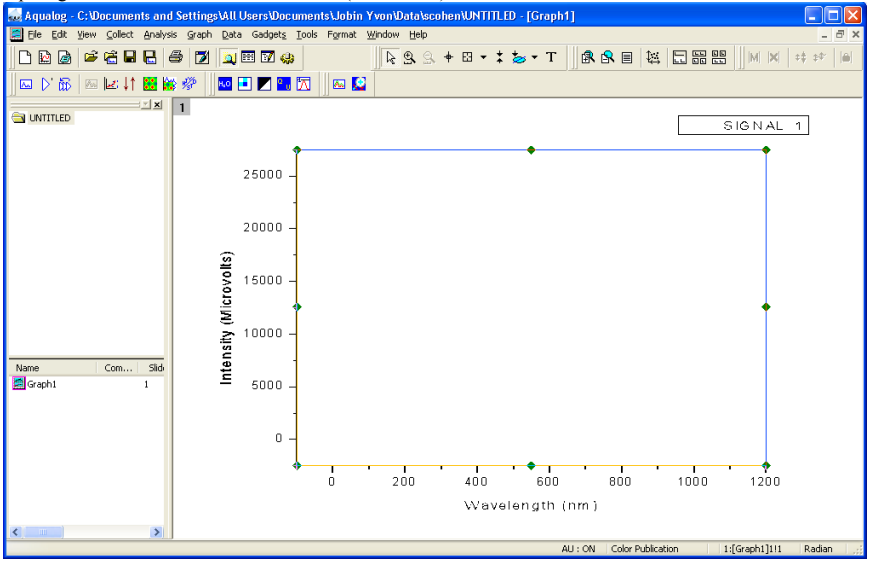 Aqualog - C:\Documents and Settings\All Users\Documents\Jobin Yvon\Data\scohen\UNTITLED - [Graph1]
File Edit View Collect Analysis Graph Data Gadgets Tools Format Window Help
T
H2O
UNTITLED
1
SIGNAL 1
25000
20000
15000
10000
5000
0
Intensity (Microvolts)
0 200 400 600 800 1000 1200
Wavelength (nm)
Name Com... Slid
Graph1 1
AU : ON Color Publication 1:[Graph1]1!1 Radian